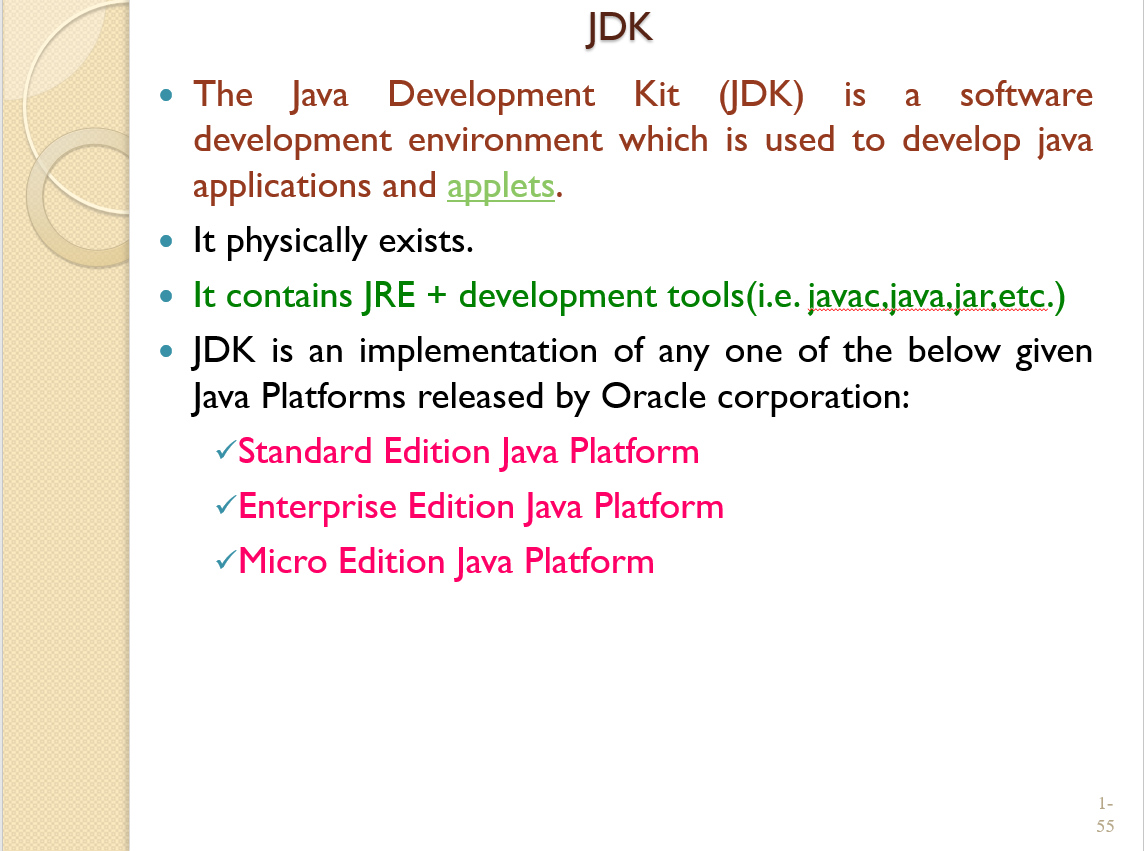 JDK
The Java Development Kit (JDK) is a software
development environment which is used to develop java
applications and applets.
It physically exists.
It contains JRE + development tools(i.e. javac,java,jar,etc.)
JDK is an implementation of any one of the below given
Java Platforms released by Oracle corporation:
Standard Edition Java Platform
Enterprise Edition Java Platform
Micro Edition Java Platform
1-
55